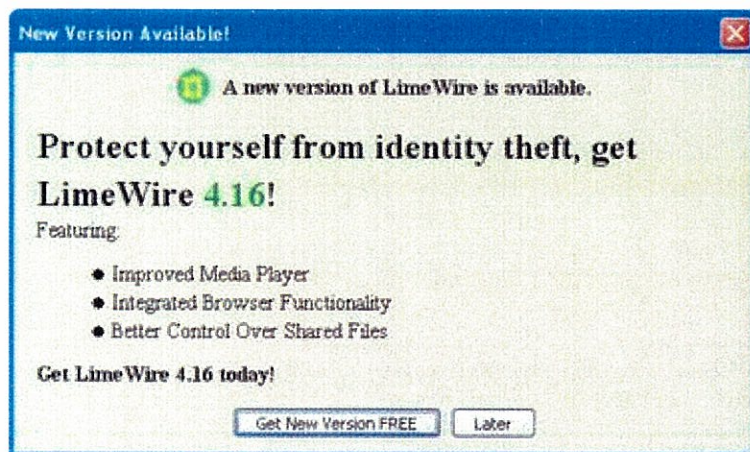 New Version Available!
A new version of LimeWire is available.
Protect yourself from identity theft, get
LimeWire 4.16!
Featuring:
● Improved Media Player
● Integrated Browser Functionality
● Better Control Over Shared Files
Get LimeWire 4.16 today!
Get New Version FREE
Later